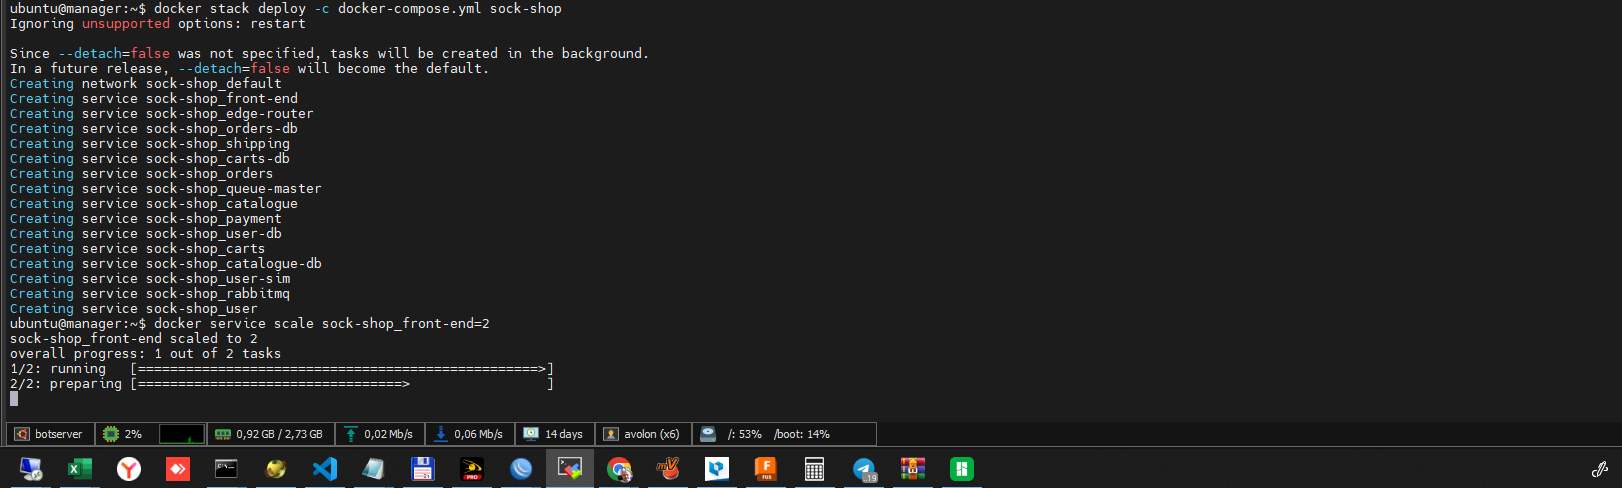 ubuntu@manager:~$ docker stack deploy -c docker-compose.yml sock-shop
Ignoring unsupported options: restart
Since --detach=false was not specified, tasks will be created in the background.
In a future release, --detach=false will become the default.
Creating network sock-shop_default
Creating service sock-shop_front-end
Creating service sock-shop_edge-router
Creating service sock-shop_orders-db
Creating service sock-shop_shipping
Creating service sock-shop_carts-db
Creating service sock-shop_orders
Creating service sock-shop_queue-master
Creating service sock-shop_catalogue
Creating service sock-shop_payment
Creating service sock-shop_user-db
Creating service sock-shop_carts
Creating service sock-shop_catalogue-db
Creating service sock-shop_user-sim
Creating service sock-shop_rabbitmq
Creating service sock-shop_user
ubuntu@manager:~$ docker service scale sock-shop_front-end=2
sock-shop_front-end scaled to 2
overall progress: 1 out of 2 tasks
1/2: running   [==================================================>]
2/2: preparing [=================================>                 ]
botserver 2% 0,92 GB / 2,73 GB 0,02 Mb/s 0,06 Mb/s 14 days avolon (x6) /: 53% /boot: 14%
PRO F FUS 19